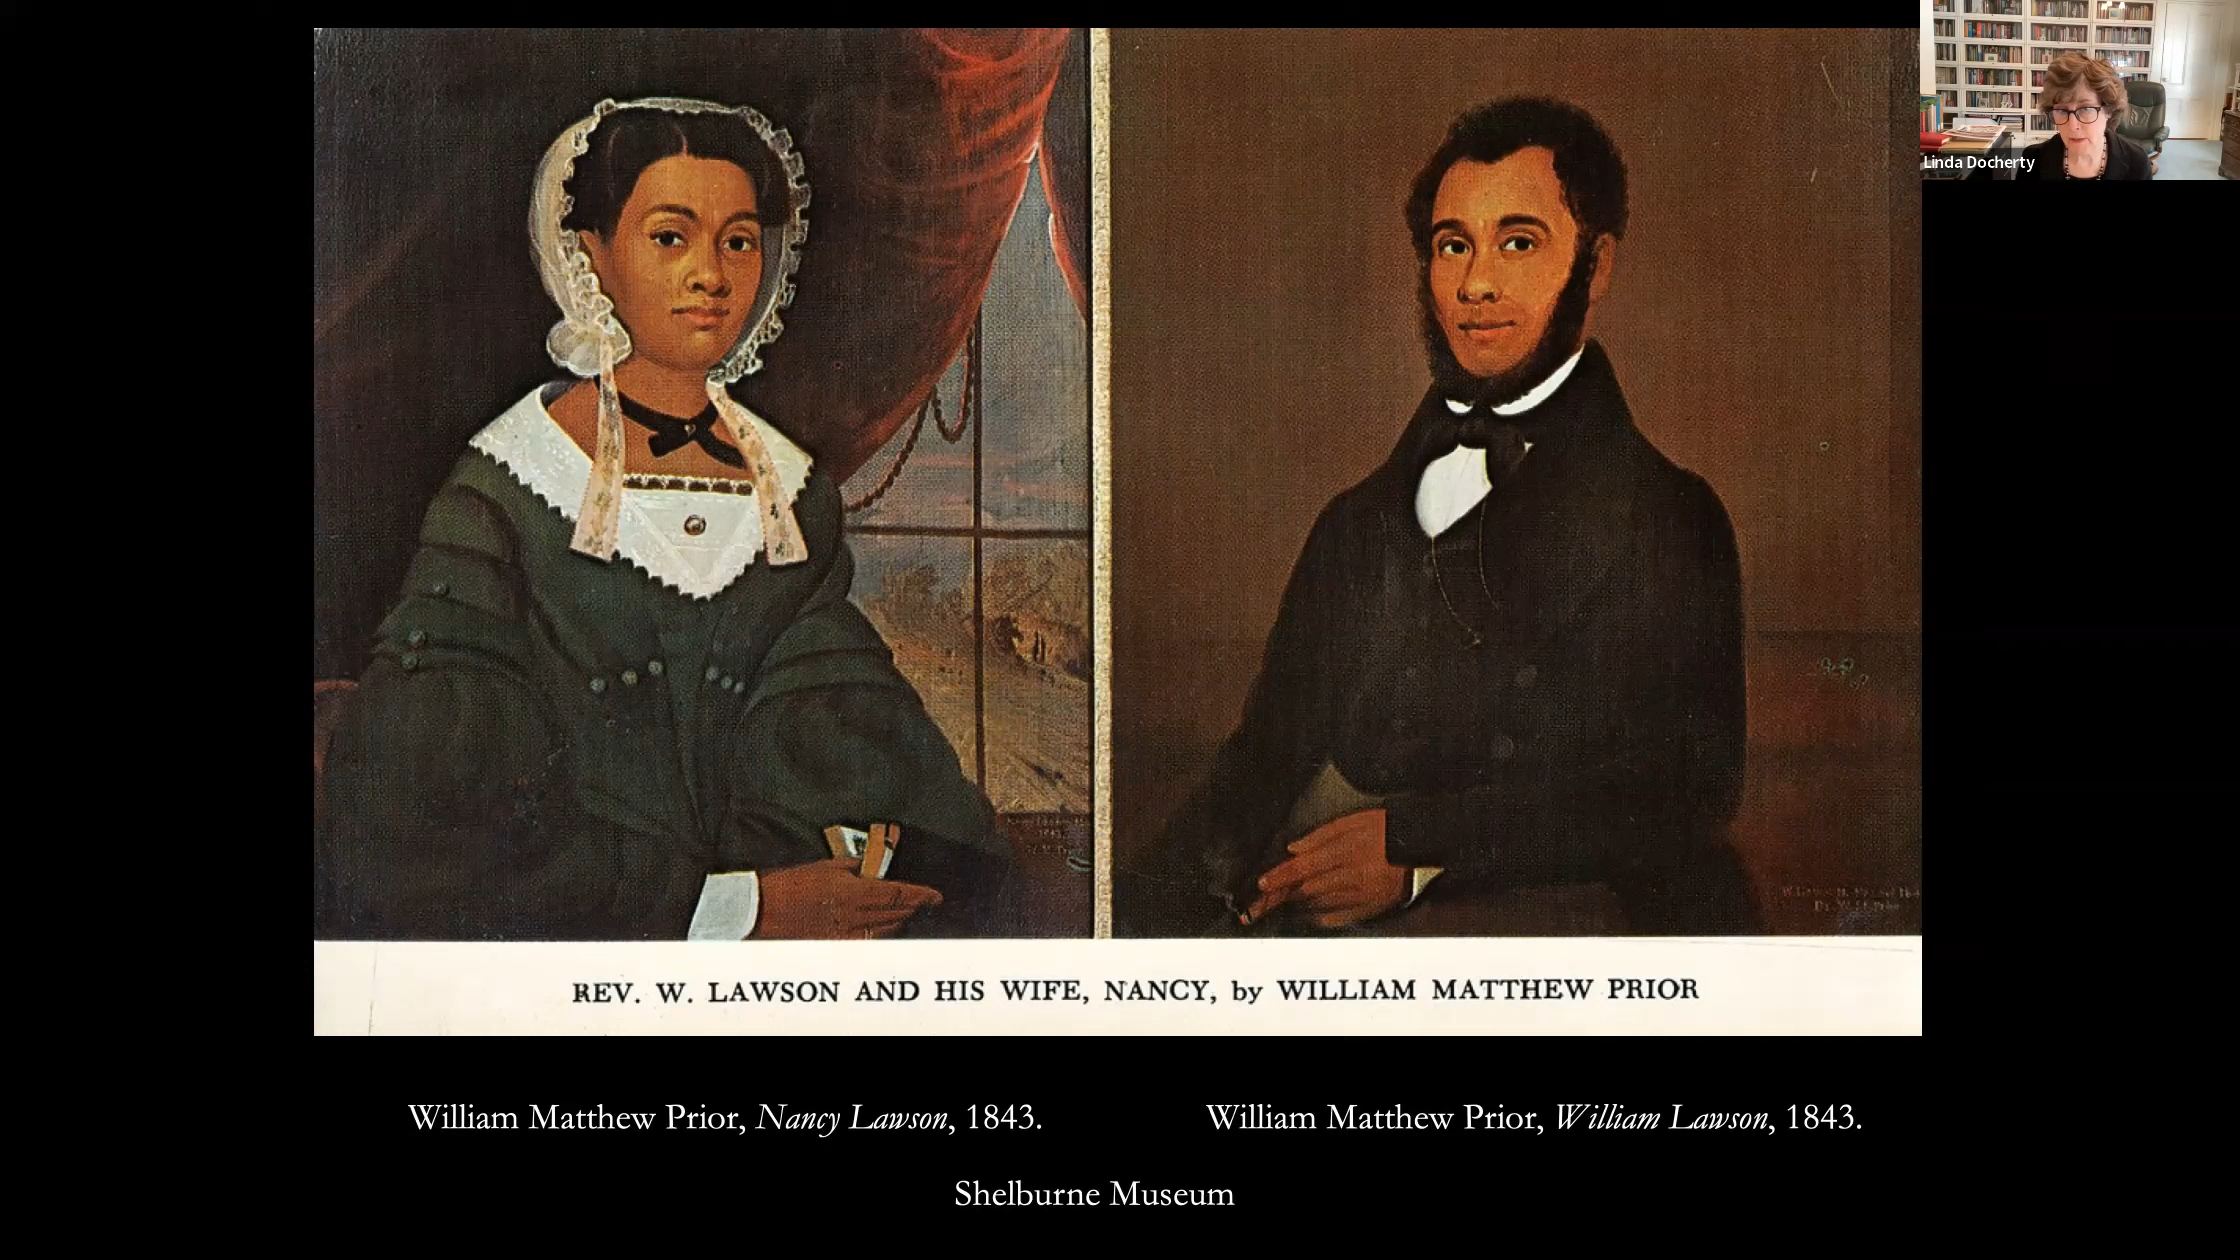 Linda Docherty
REV. W. LAWSON AND HIS WIFE, NANCY, by WILLIAM MATTHEW PRIOR
William Matthew Prior, Nancy Lawson, 1843.
William Matthew Prior, William Lawson, 1843.
Shelburne Museum